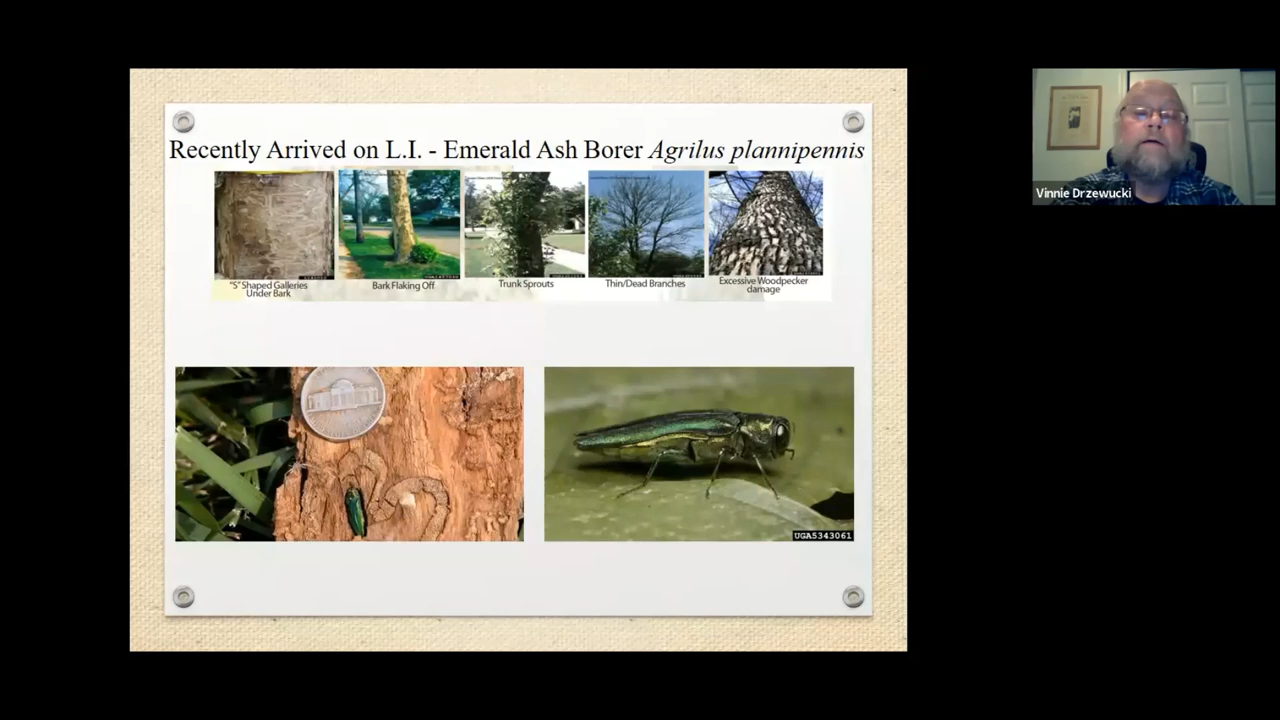 Recently Arrived on L.I. - Emerald Ash Borer Agrilus plannipennis
"S" Shaped Galleries
Under Bark
Bark Flaking Off
Trunk Sprouts
Thin/Dead Branches
Excessive Woodpecker
damage
UGA5343061
Vinnie Drzewucki